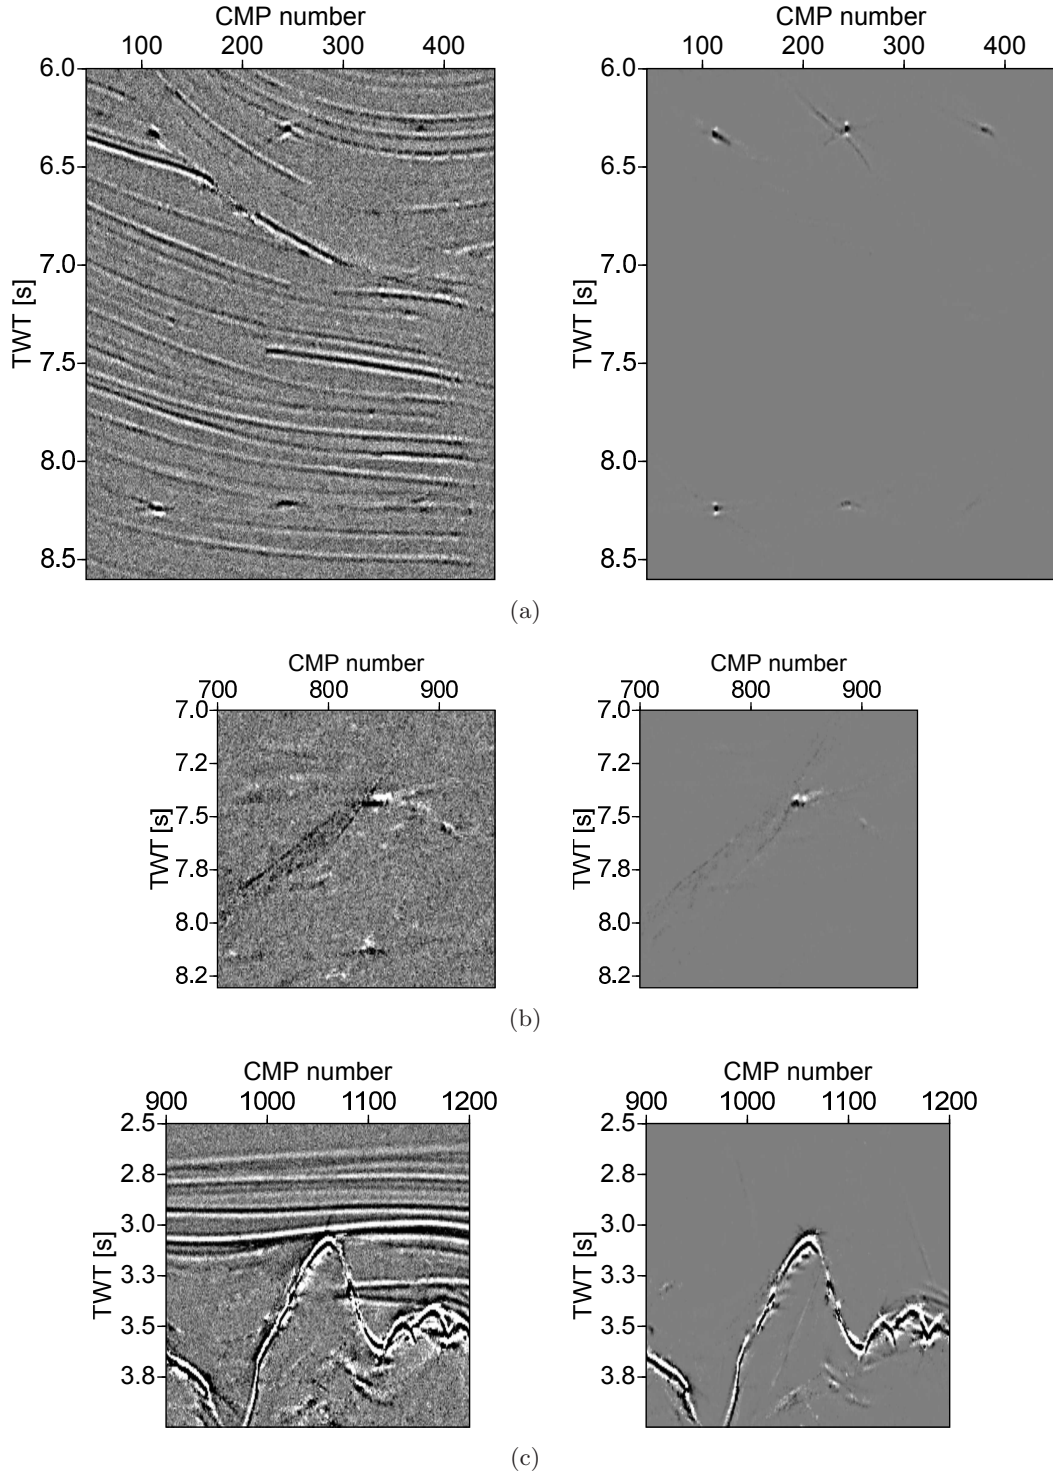 CMP number
CMP number
100 200 300 400
100 200 300 400
6.0
6.5
7.0
7.5
8.0
8.5
TWT [s]
6.0
6.5
7.0
7.5
8.0
8.5
TWT [s]
(a)
CMP number
CMP number
700 800 900
700 800 900
7.0
7.2
7.5
7.8
8.0
8.2
TWT [s]
7.0
7.2
7.5
7.8
8.0
8.2
TWT [s]
(b)
CMP number
CMP number
900 1000 1100 1200
900 1000 1100 1200
2.5
2.8
3.0
3.3
3.5
3.8
TWT [s]
2.5
2.8
3.0
3.3
3.5
3.8
TWT [s]
(c)